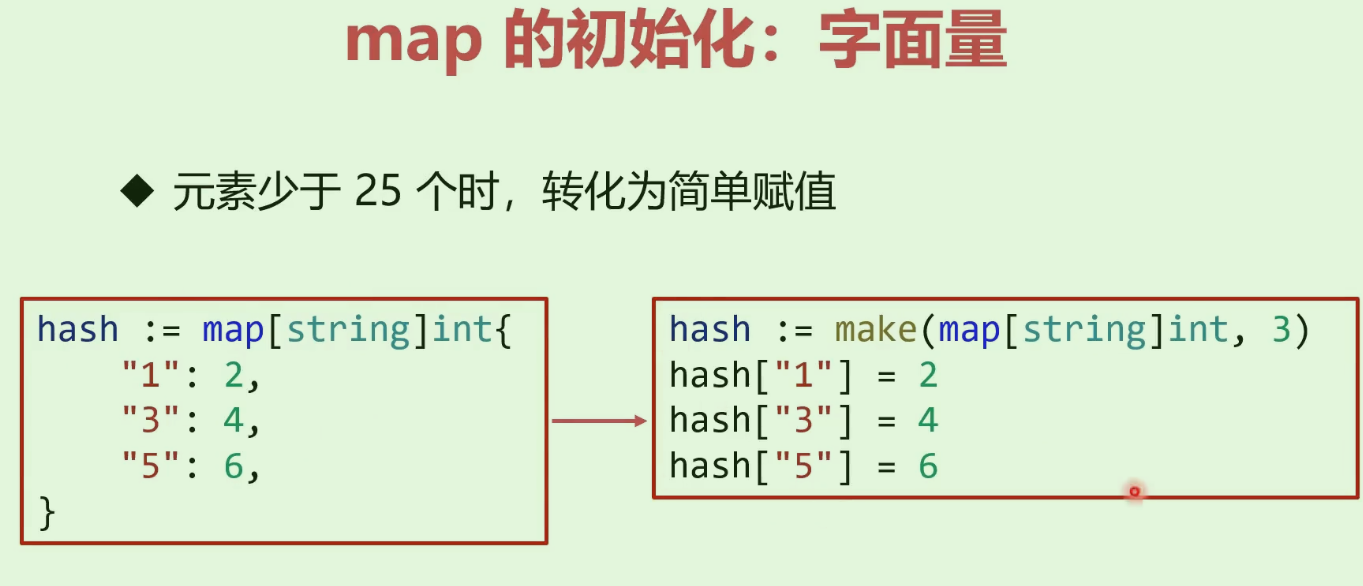 map 的初始化：字面量
◆ 元素少于 25 个时，转化为简单赋值
hash := map[string]int{
"1": 2,
"3": 4,
"5": 6,
}
hash := make(map[string]int, 3)
hash["1"] = 2
hash["3"] = 4
hash["5"] = 6